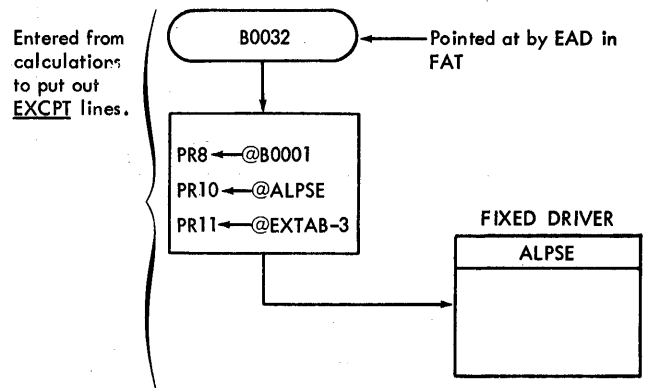 Entered from
calculations
to put out
EXCPT lines.
B0032
Pointed at by EAD in
FAT
PR8←@B0001
PR10←@ALPSE
PR11←@EXTAB-3
FIXED DRIVER
ALPSE